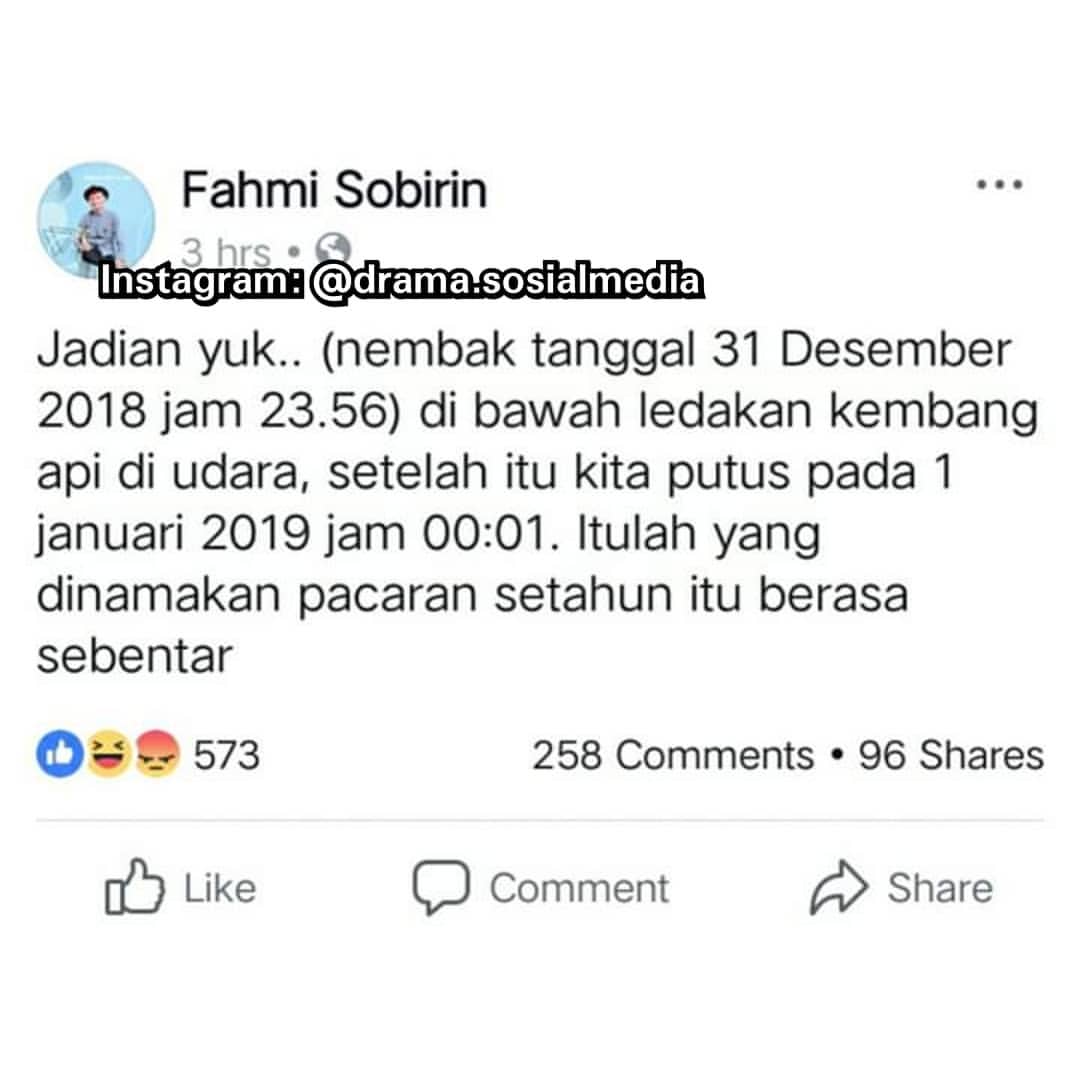 Fahmi Sobirin
3 hrs •
Instagram: @drama.sosialmedia
Jadian yuk.. (nembak tanggal 31 Desember
2018 jam 23.56) di bawah ledakan kembang
api di udara, setelah itu kita putus pada 1
januari 2019 jam 00:01. Itulah yang
dinamakan pacaran setahun itu berasa
sebentar
573 258 Comments • 96 Shares
Like Comment Share